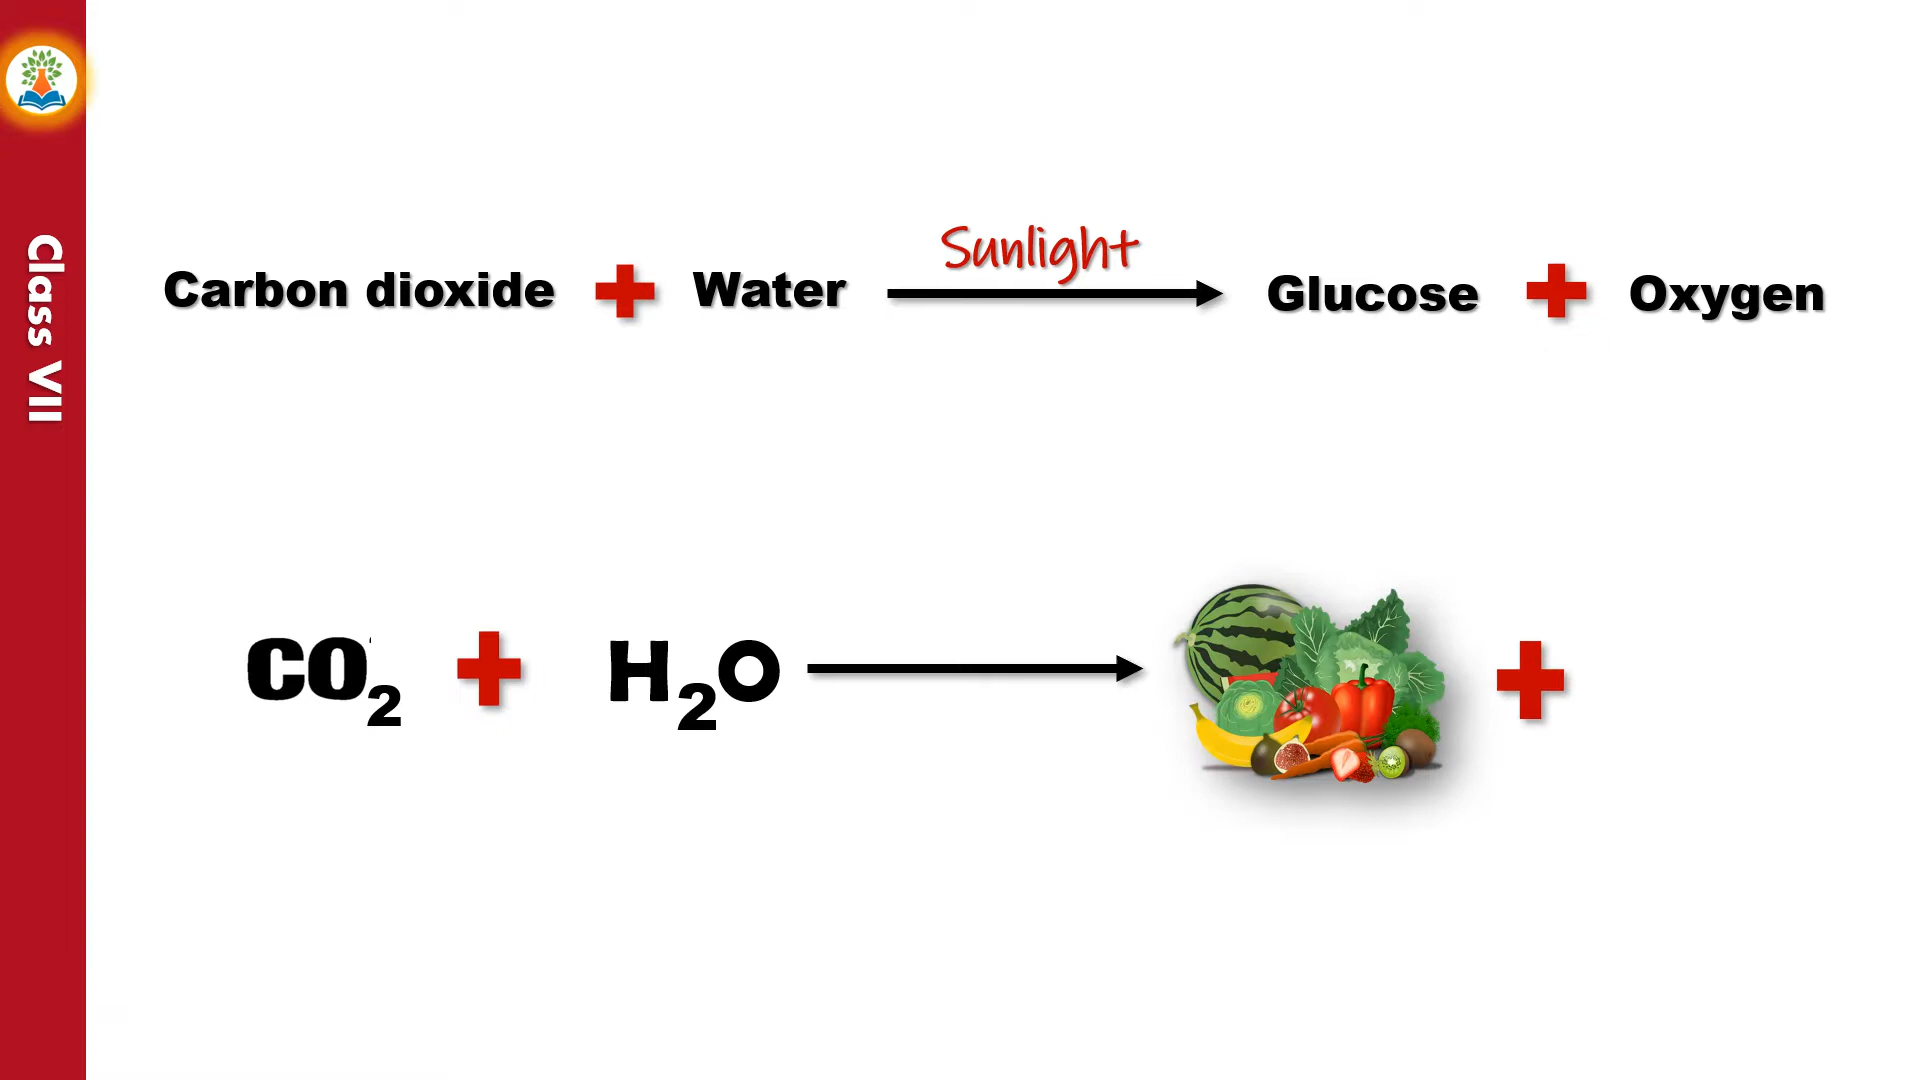 Class VII
Sunlight
Carbon dioxide + Water → Glucose + Oxygen
CO₂ + H₂O → +